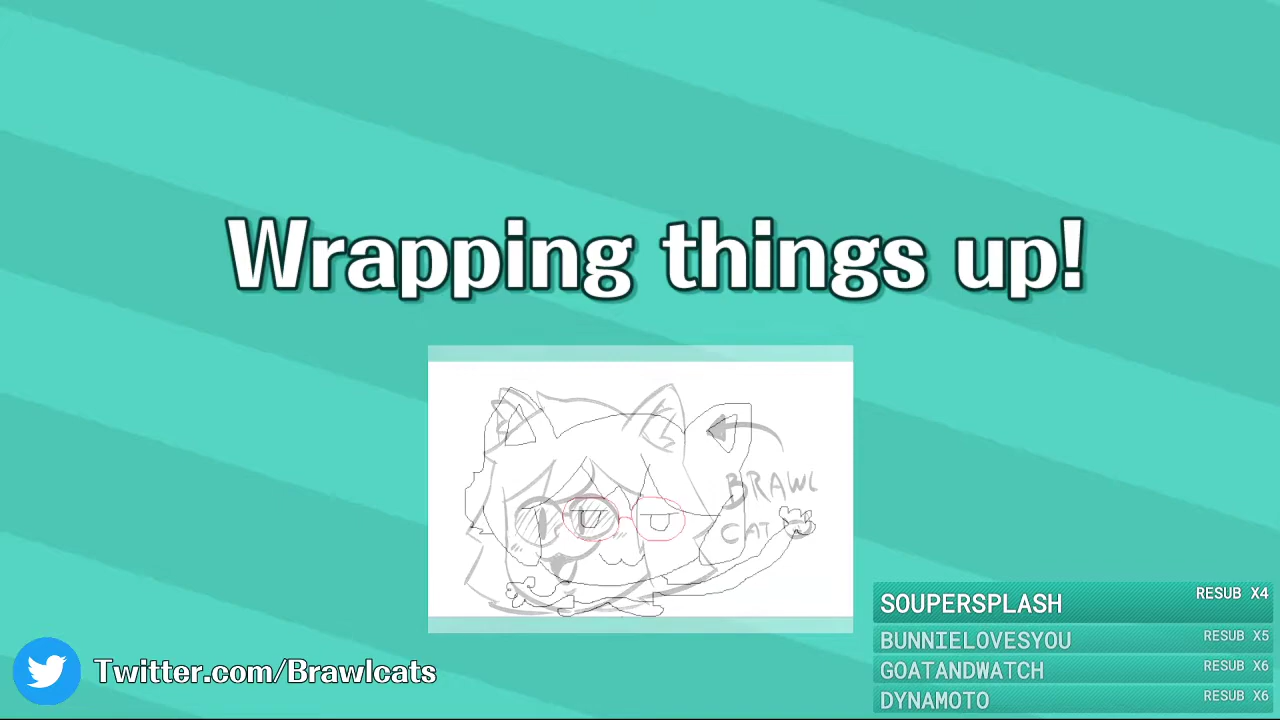 Wrapping things up!
BRAWL
CAT
SOUPERSPLASH RESUB X4
BUNNIELOVESYOU RESUB X5
GOATANDWATCH RESUB X6
DYNAMOTO RESUB X6
Twitter.com/Brawlcats